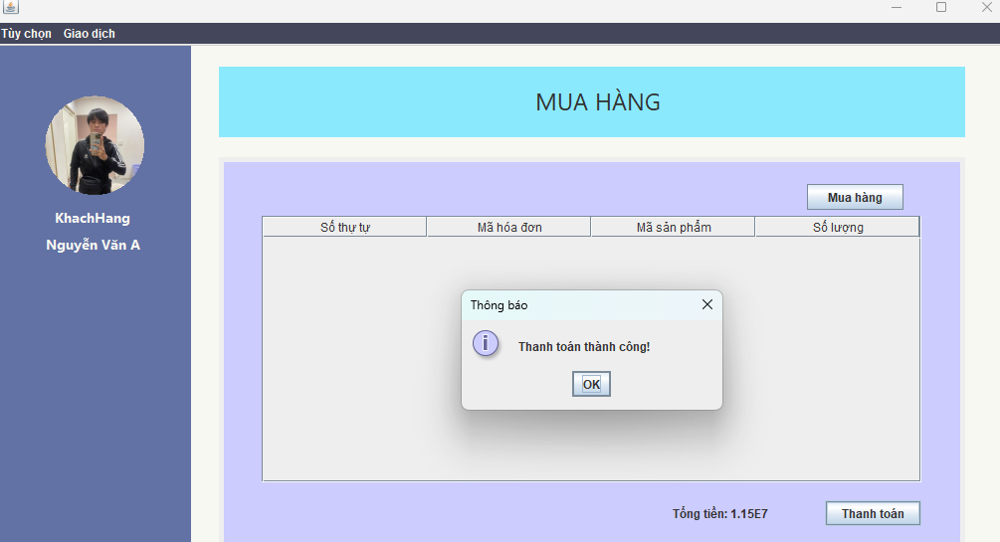 Tùy chọn Giao dịch
MUA HÀNG
KhachHang
Nguyễn Văn A
Mua hàng
Số thự tự Mã hóa đơn Mã sản phẩm Số lượng
Thông báo
Thanh toán thành công!
OK
Tổng tiền: 1.15E7 Thanh toán